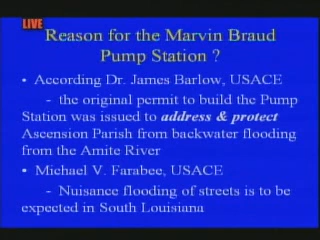 LIVE
Reason for the Marvin Braud
Pump Station ?
• According Dr. James Barlow, USACE
- the original permit to build the Pump
Station was issued to address & protect
Ascension Parish from backwater flooding
from the Amite River
• Michael V. Farabee, USACE
- Nuisance flooding of streets is to be
expected in South Louisiana